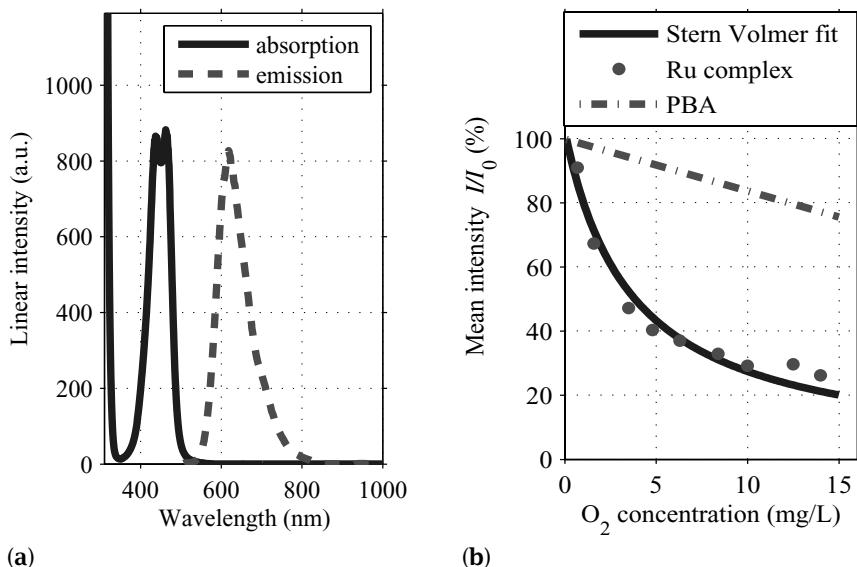 absorption
emission
Linear intensity (a.u.)
1000
800
600
400
200
0
400
600
800
1000
Wavelength (nm)
(a)
Stern Volmer fit
Ru complex
PBA
Mean intensity I/I₀ (%)
100
80
60
40
20
0
0
5
10
15
O₂ concentration (mg/L)
(b)